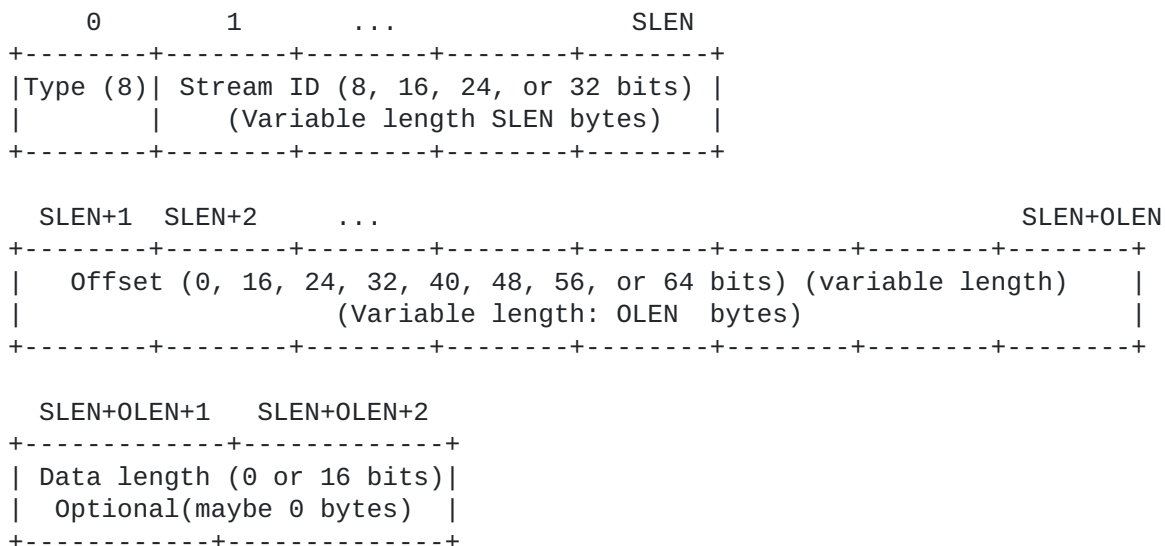 0        1       ...                SLEN
+--------+--------+--------+--------+--------+
|Type (8)| Stream ID (8, 16, 24, or 32 bits) |
|        |    (Variable length SLEN bytes)   |
+--------+--------+--------+--------+--------+

  SLEN+1  SLEN+2     ...                                         SLEN+OLEN
+--------+--------+--------+--------+--------+--------+--------+--------+
|   Offset (0, 16, 24, 32, 40, 48, 56, or 64 bits) (variable length)    |
|                    (Variable length: OLEN  bytes)                     |
+--------+--------+--------+--------+--------+--------+--------+--------+

  SLEN+OLEN+1   SLEN+OLEN+2
+-------------+-------------+
| Data length (0 or 16 bits)|
|  Optional(maybe 0 bytes)  |
+------------+--------------+